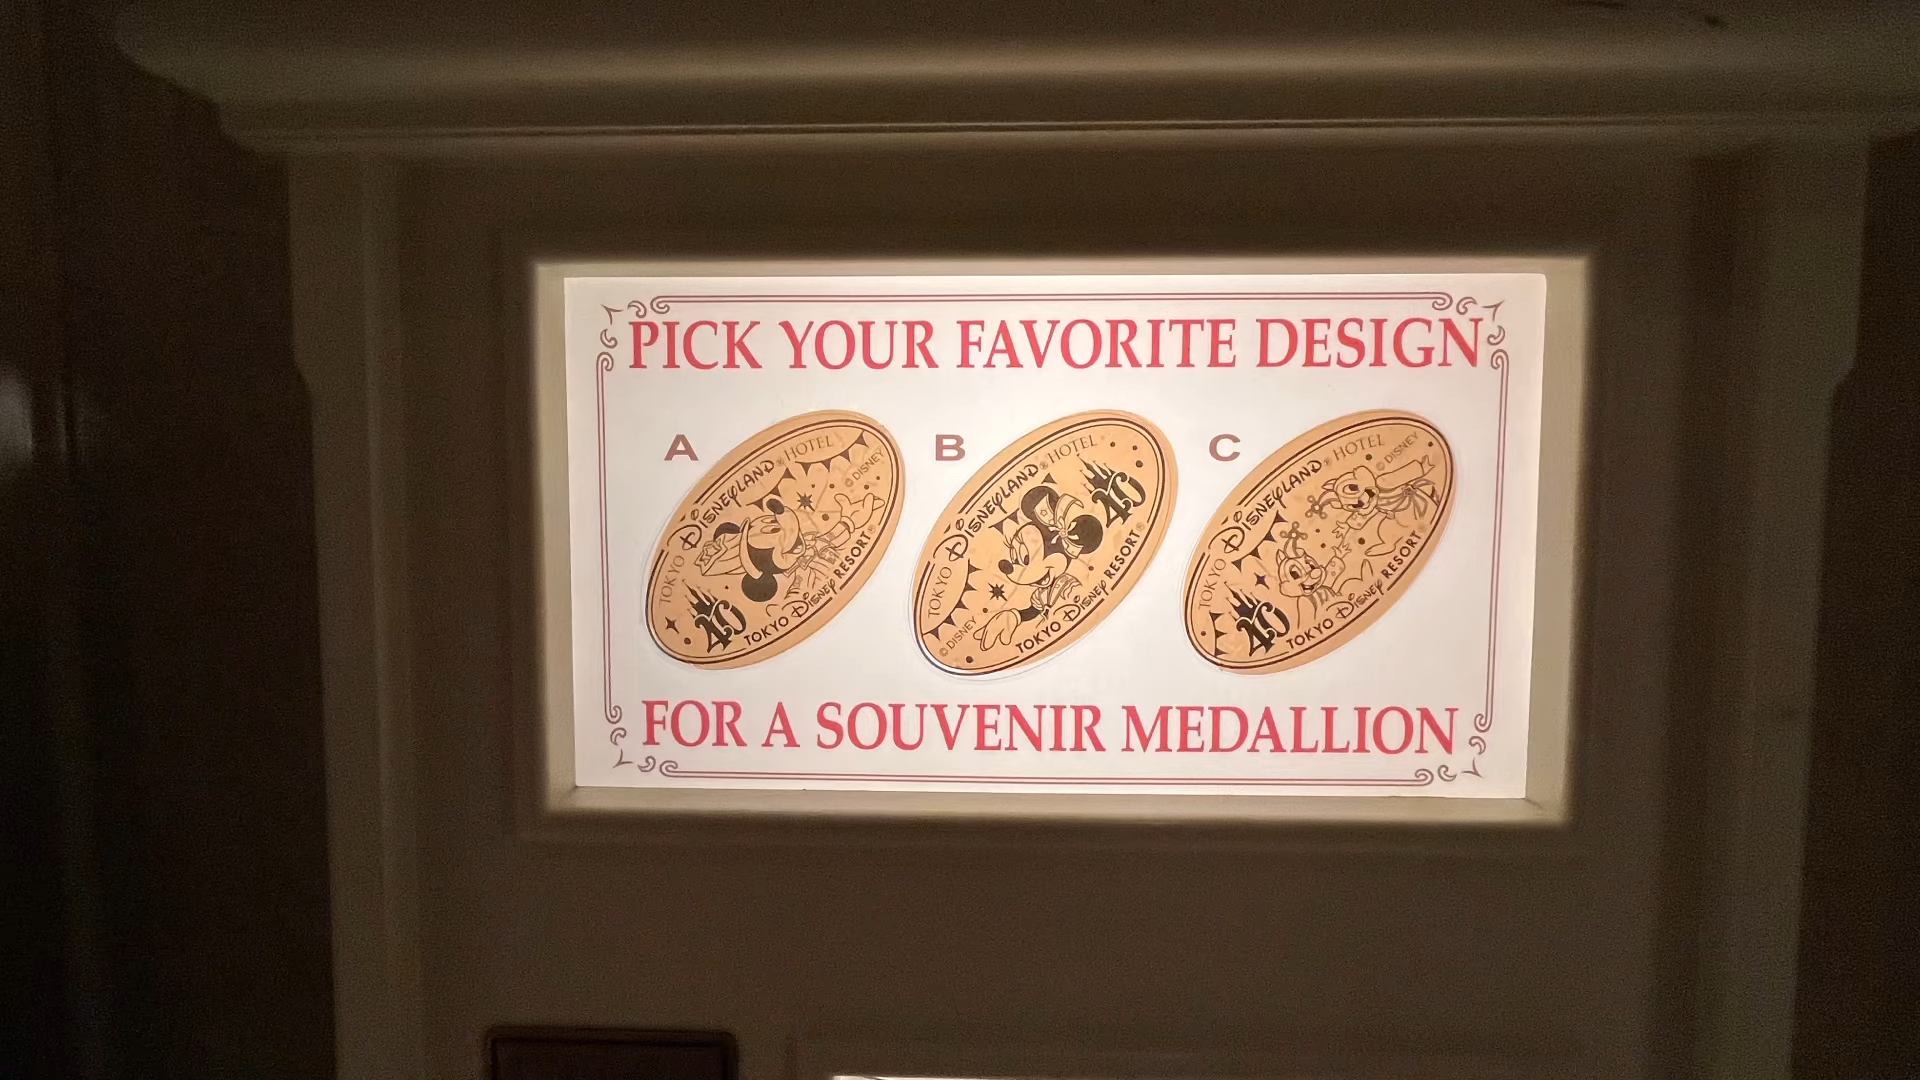 PICK YOUR FAVORITE DESIGN
A
TOKYO DISNEYLAND® HOTEL
© DISNEY
40
TOKYO DISNEY RESORT®
B
TOKYO DISNEYLAND® HOTEL
40
© DISNEY
TOKYO DISNEY RESORT®
C
TOKYO DISNEYLAND® HOTEL
© DISNEY
40
TOKYO DISNEY RESORT®
FOR A SOUVENIR MEDALLION